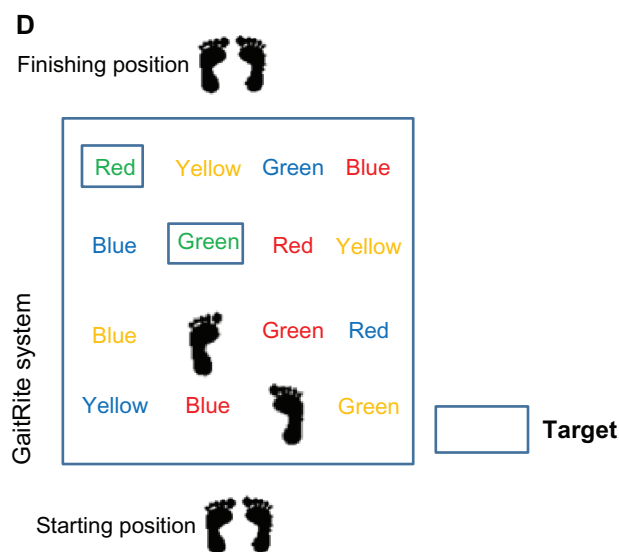 D
Finishing position
Red Yellow Green Blue
Blue Green Red Yellow
Blue Green Red
Yellow Blue Green
GaitRite system
Target
Starting position